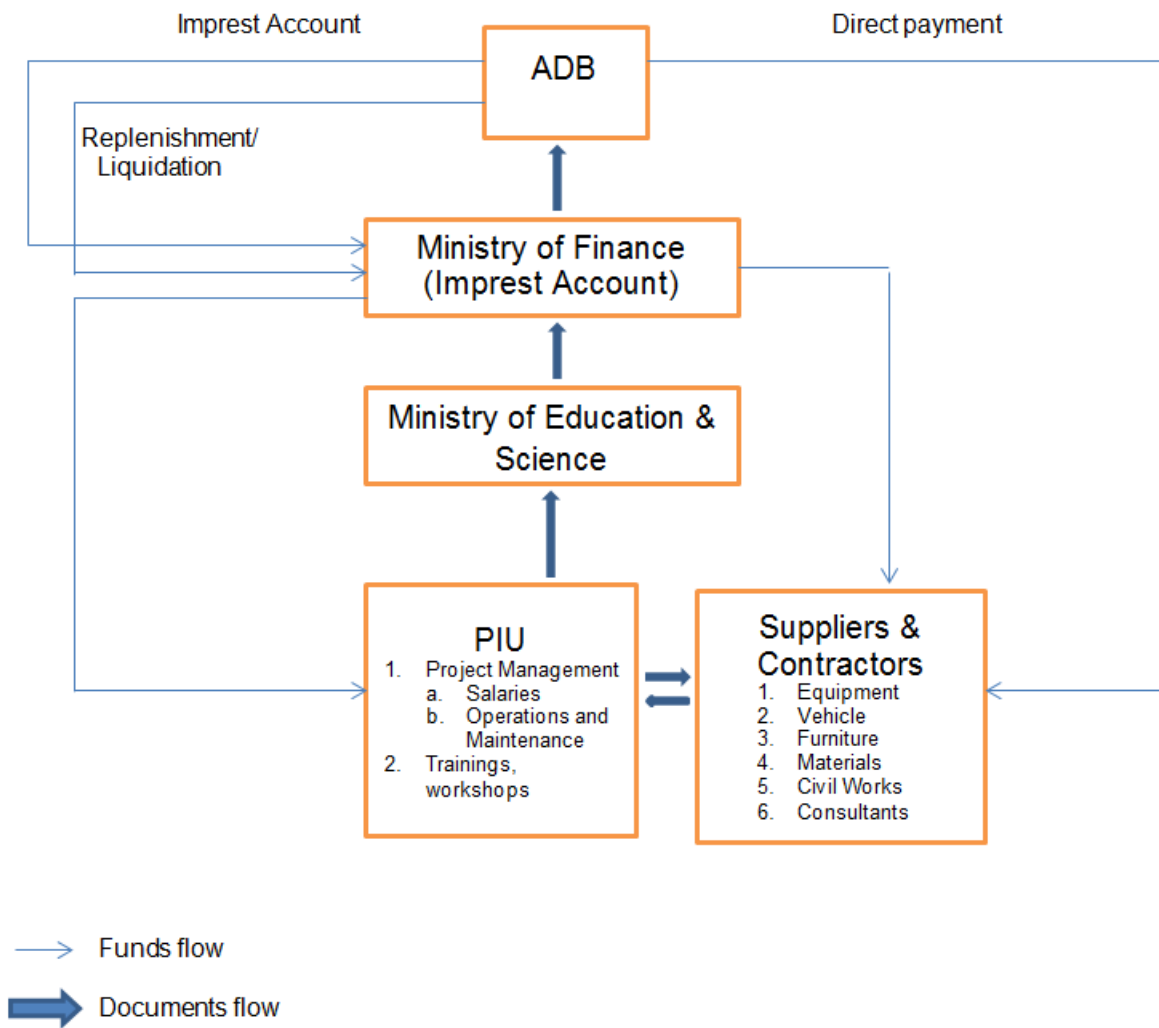 Imprest Account
Direct payment
ADB
Replenishment/
Liquidation
Ministry of Finance
(Imprest Account)
Ministry of Education &
Science
PIU
1. Project Management
a. Salaries
b. Operations and
Maintenance
2. Trainings,
workshops
Suppliers &
Contractors
1. Equipment
2. Vehicle
3. Furniture
4. Materials
5. Civil Works
6. Consultants
Funds flow
Documents flow